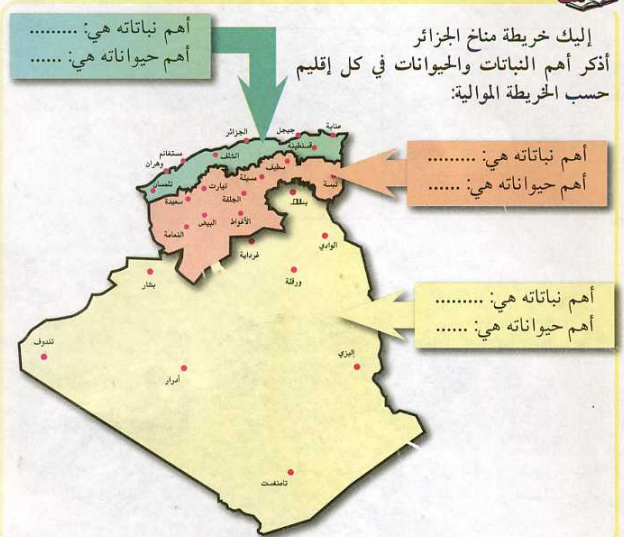 إليك خريطة مناخ الجزائر
أذكر أهم النباتات والحيوانات في كل إقليم
حسب الخريطة الموالية:
أهم نباتاته هي: .........
أهم حيواناته هي: ......
أهم نباتاته هي: ..........
أهم حيواناته هي: ......
أهم نباتاته هي: .........
أهم حيواناته هي: ......
عنابة
جيجل
الجزائر
قسنطينة
مستغانم
الشلف
سطيف
وهران
تلمسان
تيارت
مسيلة
تبسة
سعيدة
الجلفة
بسكرة
البيض
الأغواط
النعامة
الوادي
غرداية
ورقلة
بشار
تندوف
إليزي
أدرار
تامنغست